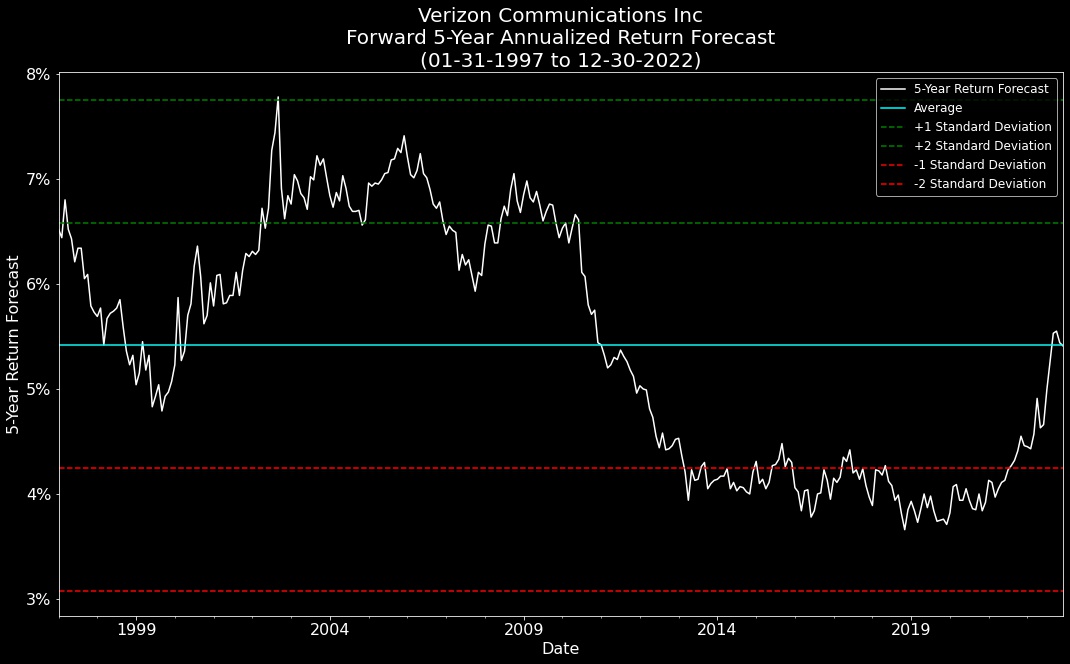 Verizon Communications Inc
Forward 5-Year Annualized Return Forecast
(01-31-1997 to 12-30-2022)
8%
7%
6%
5%
4%
3%
5-Year Return Forecast
5-Year Return Forecast
Average
+1 Standard Deviation
+2 Standard Deviation
-1 Standard Deviation
-2 Standard Deviation
1999
2004
2009
2014
2019
Date